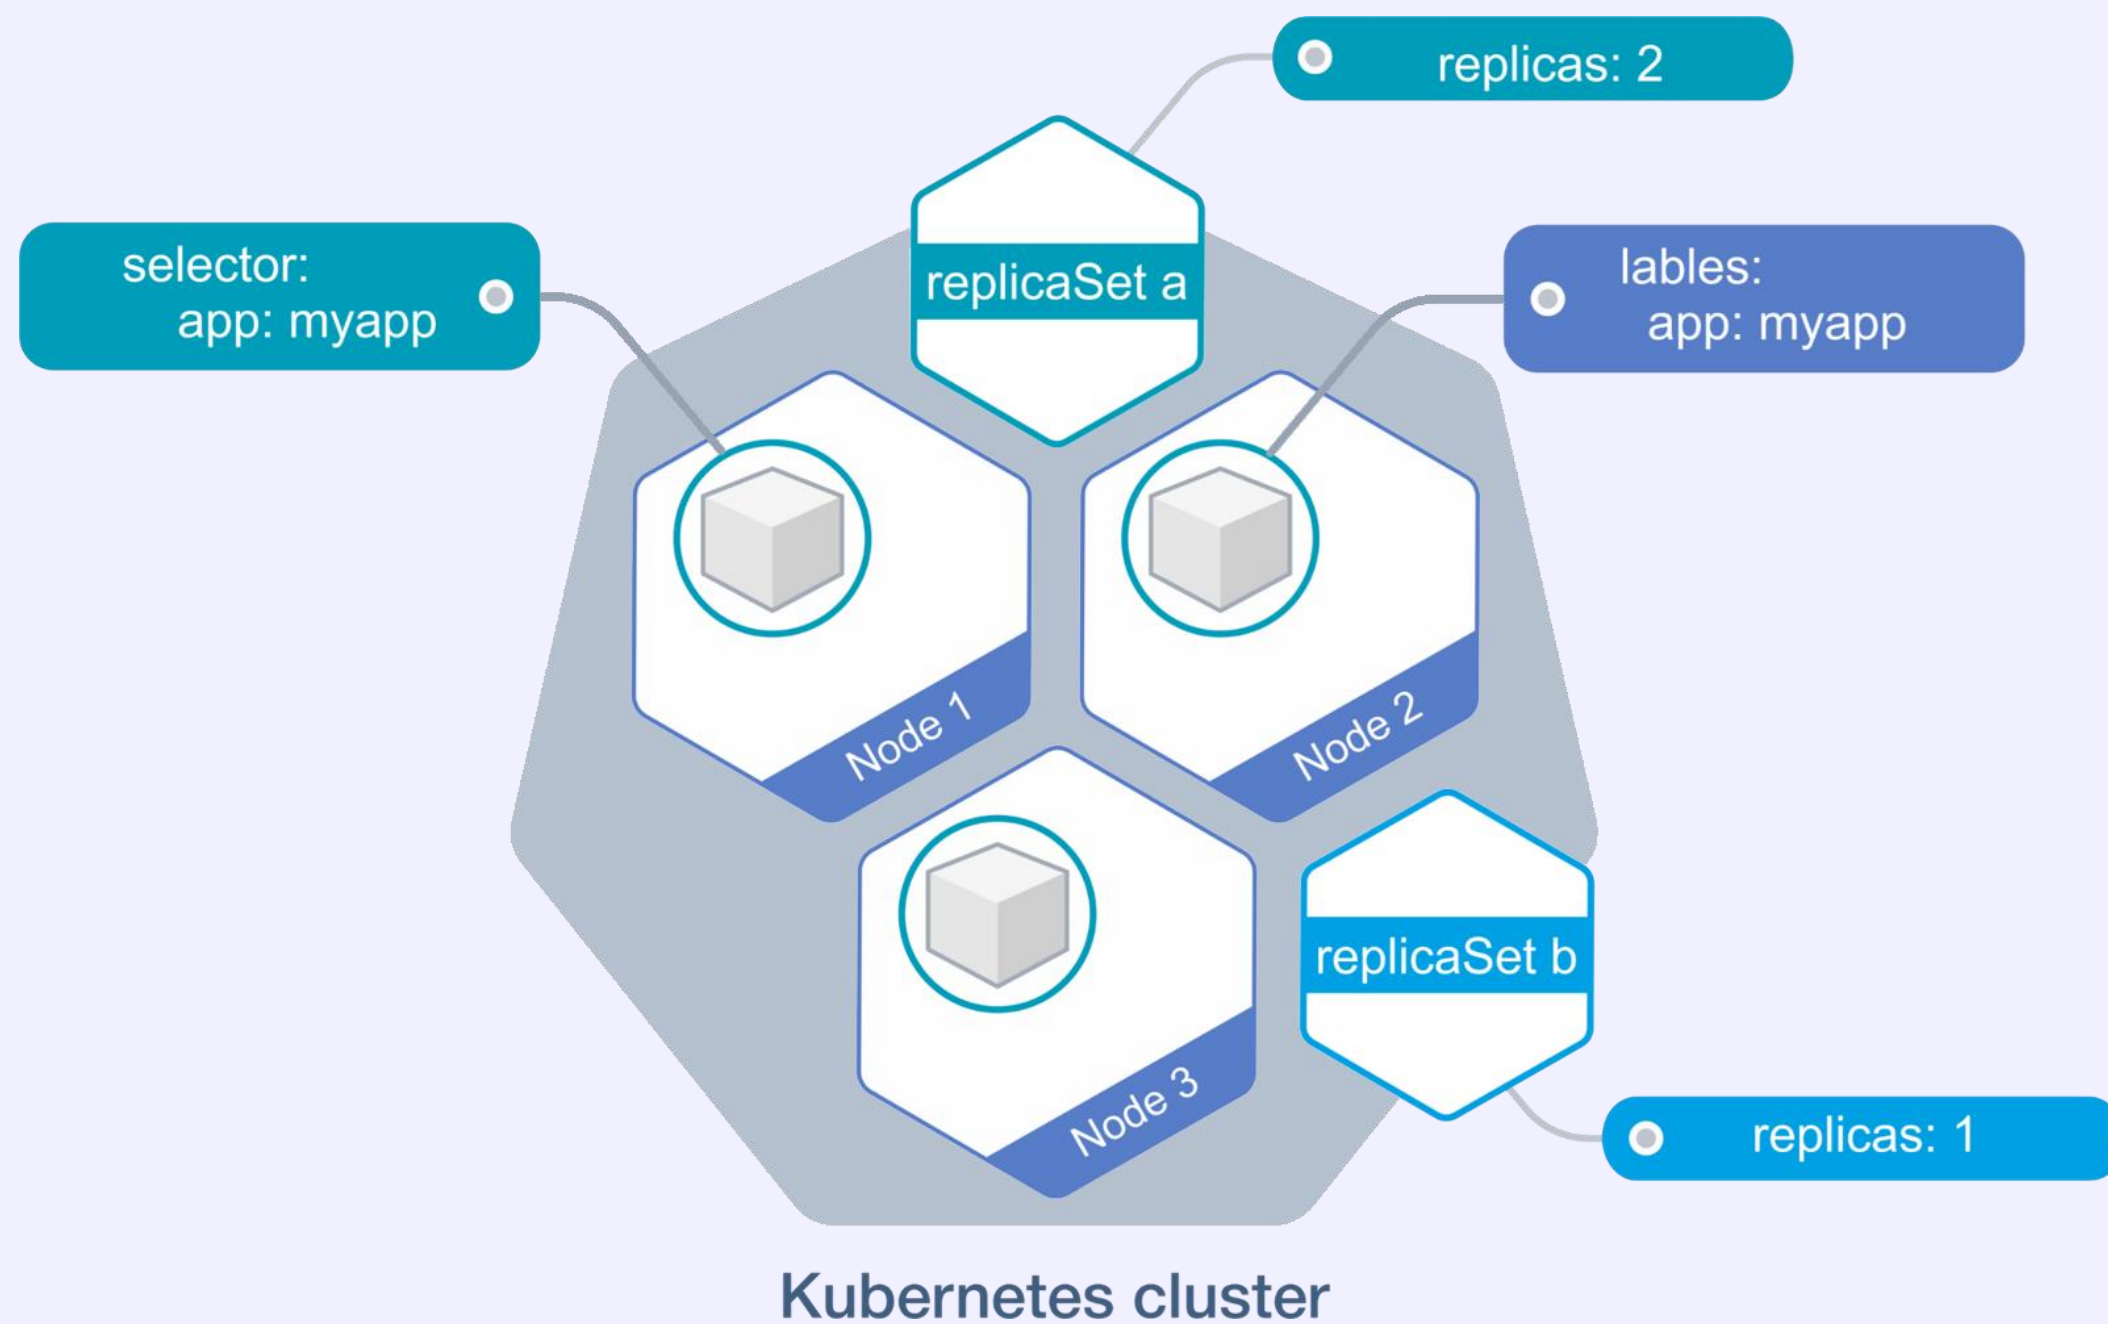 replicas: 2
selector:
app: myapp
replicaSet a
lables:
app: myapp
Node 1
Node 2
replicaSet b
Node 3
replicas: 1
Kubernetes cluster